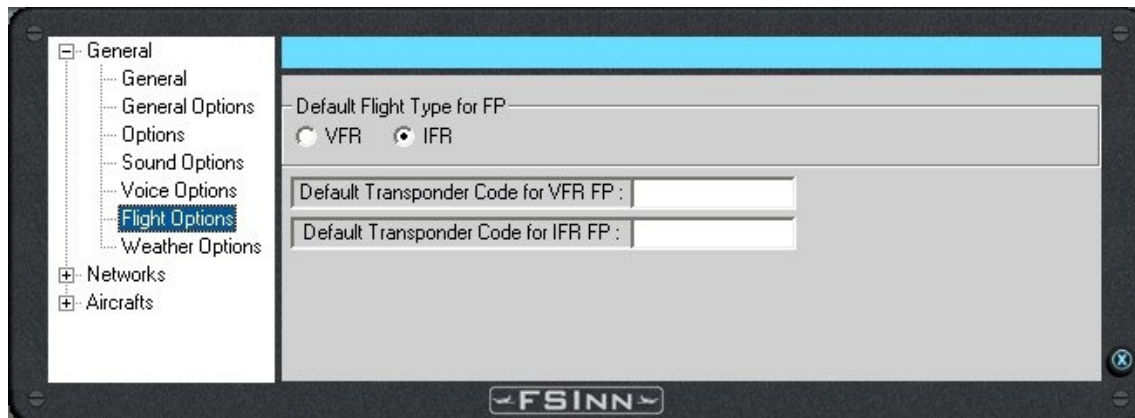 General
General
General Options
Options
Sound Options
Voice Options
Flight Options
Weather Options
Networks
Aircrafts
Default Flight Type for FP
VFR IFR
Default Transponder Code for VFR FP :
Default Transponder Code for IFR FP :
X
FSINN